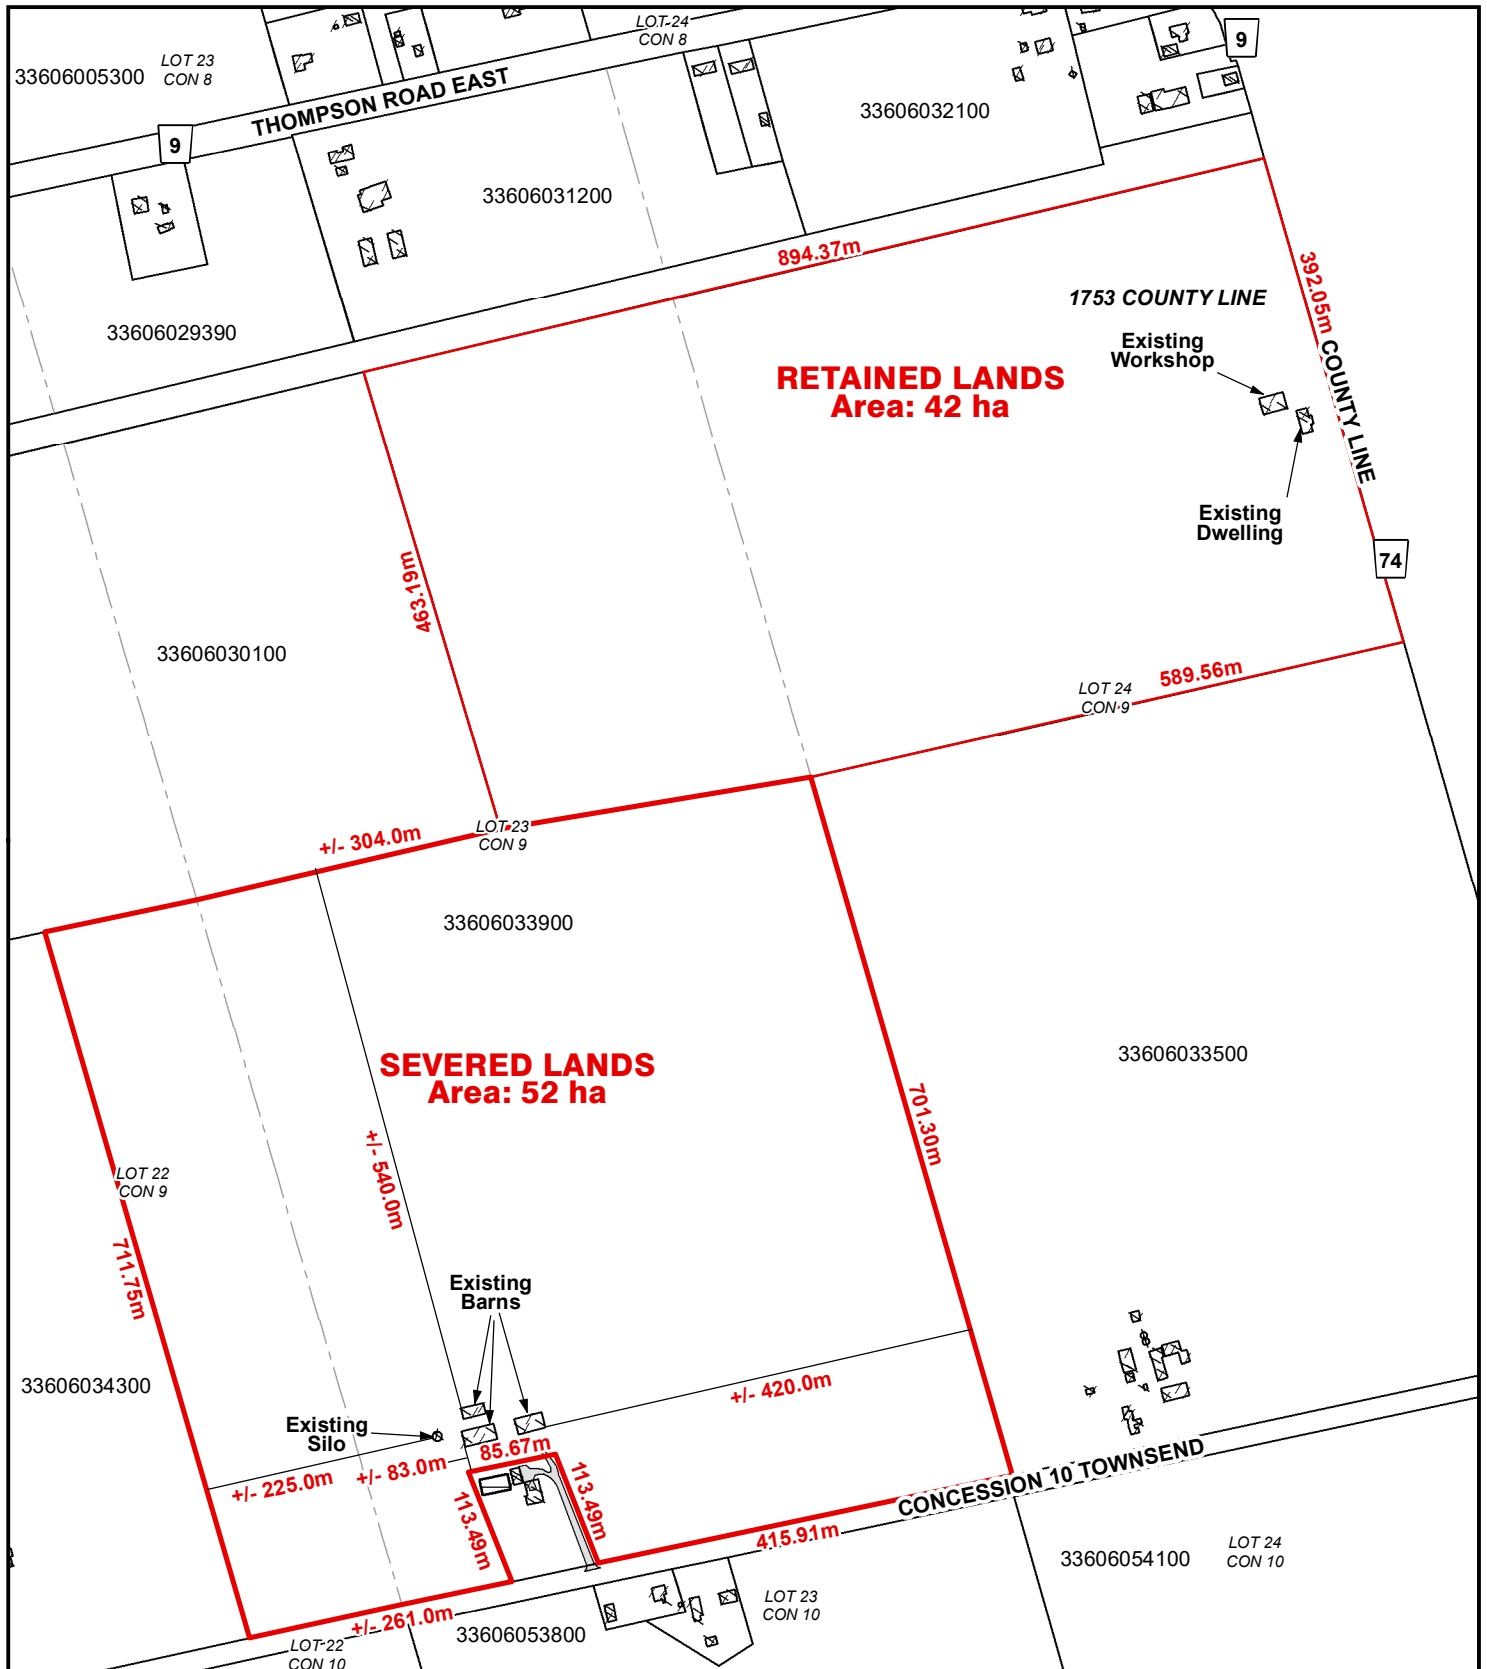 LOT 24
CON 8
9
33606005300
LOT 23
CON 8
THOMPSON ROAD EAST
9
33606032100
33606031200
894.37m
392.05m
1753 COUNTY LINE
33606029390
Existing
Workshop
COUNTY LINE
RETAINED LANDS
Area: 42 ha
Existing
Dwelling
74
463.19m
33606030100
589.56m
LOT 24
CON 9
+/- 304.0m
LOT 23
CON 9
33606033900
SEVERED LANDS
Area: 52 ha
33606033500
701.30m
+/- 540.0m
LOT 22
CON 9
711.75m
Existing
Barns
33606034300
+/- 420.0m
Existing
Silo
85.67m
+/- 225.0m
+/- 83.0m
113.49m
113.49m
CONCESSION 10 TOWNSEND
415.91m
33606054100
LOT 24
CON 10
LOT 23
CON 10
+/- 261.0m
33606053800
LOT 22
CON 10